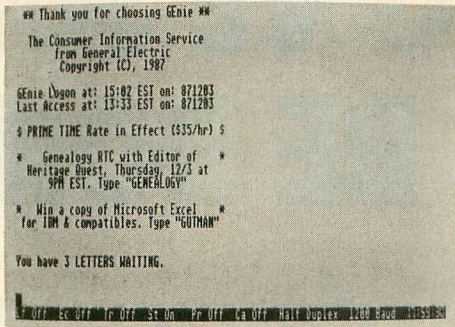 ** Thank you for choosing GEnie **
The Consumer Information Service
from General Electric
Copyright (C), 1987
GEnie Logon at: 15:02 EST on: 871203
Last Access at: 13:33 EST on: 871203
$ PRIME TIME Rate in Effect ($35/hr) $
* Genealogy RTC with Editor of *
Heritage Quest, Thursday, 12/3 at
9PM EST. Type "GENEALOGY"
* Win a copy of Microsoft Excel *
for IBM & compatibles. Type "GUTMAN"
You have 3 LETTERS WAITING.
Ec Off Tr Off St On Pr Off Ca Off Half Duplex 1200 Baud